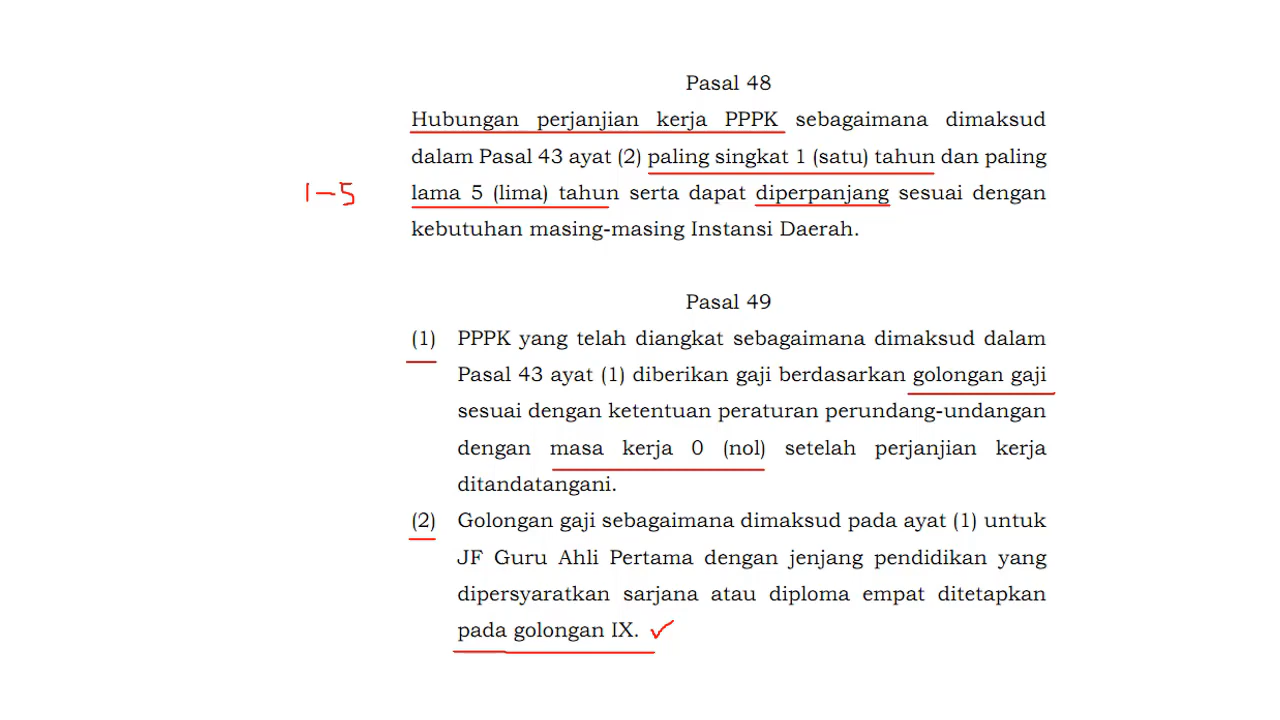 Pasal 48
Hubungan perjanjian kerja PPPK sebagaimana dimaksud
dalam Pasal 43 ayat (2) paling singkat 1 (satu) tahun dan paling
1-5 lama 5 (lima) tahun serta dapat diperpanjang sesuai dengan
kebutuhan masing-masing Instansi Daerah.
Pasal 49
(1) PPPK yang telah diangkat sebagaimana dimaksud dalam
Pasal 43 ayat (1) diberikan gaji berdasarkan golongan gaji
sesuai dengan ketentuan peraturan perundang-undangan
dengan masa kerja 0 (nol) setelah perjanjian kerja
ditandatangani.
(2) Golongan gaji sebagaimana dimaksud pada ayat (1) untuk
JF Guru Ahli Pertama dengan jenjang pendidikan yang
dipersyaratkan sarjana atau diploma empat ditetapkan
pada golongan IX.